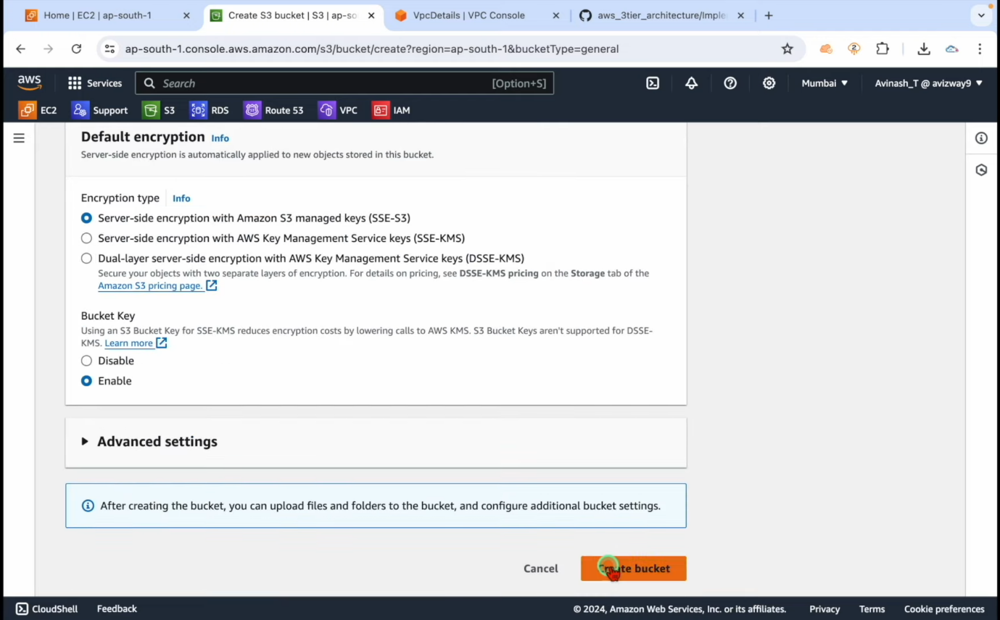 Home | EC2 | ap-south-1
Create S3 bucket | S3 | ap-so
VpcDetails | VPC Console
aws_3tier_architecture/Imple
ap-south-1.console.aws.amazon.com/s3/bucket/create?region=ap-south-1&bucketType=general
aws
Services
Search
[Option+S]
Mumbai
Avinash_T @ avizway9
EC2
Support
S3
RDS
Route 53
VPC
IAM
Default encryption Info
Server-side encryption is automatically applied to new objects stored in this bucket.
Encryption type Info
Server-side encryption with Amazon S3 managed keys (SSE-S3)
Server-side encryption with AWS Key Management Service keys (SSE-KMS)
Dual-layer server-side encryption with AWS Key Management Service keys (DSSE-KMS)
Secure your objects with two separate layers of encryption. For details on pricing, see DSSE-KMS pricing on the Storage tab of the
Amazon S3 pricing page.
Bucket Key
Using an S3 Bucket Key for SSE-KMS reduces encryption costs by lowering calls to AWS KMS. S3 Bucket Keys aren't supported for DSSE-
KMS. Learn more
Disable
Enable
Advanced settings
After creating the bucket, you can upload files and folders to the bucket, and configure additional bucket settings.
Cancel
Create bucket
CloudShell
Feedback
© 2024, Amazon Web Services, Inc. or its affiliates.
Privacy
Terms
Cookie preferences